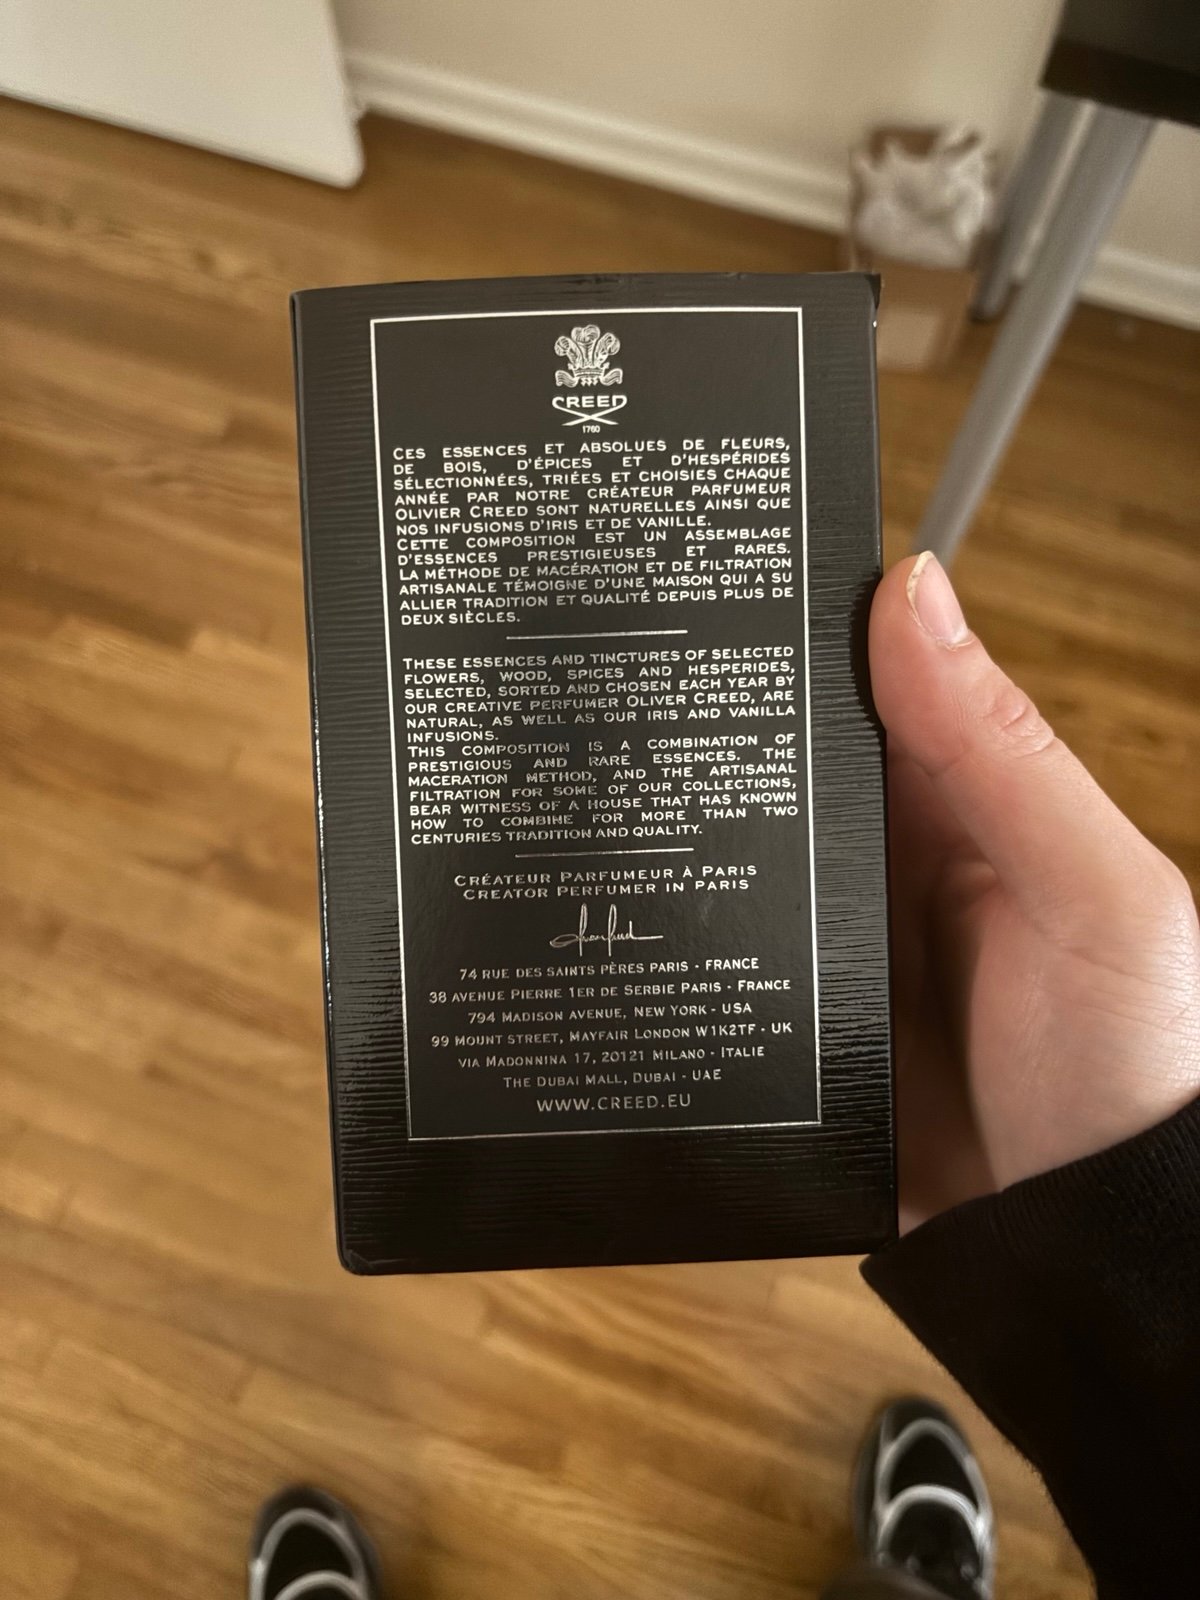 CREED
1760
CES ESSENCES ET ABSOLUES DE FLEURS,
DE BOIS, D'ÉPICES ET D'HESPÉRIDES
SÉLECTIONNÉES, TRIÉES ET CHOISIES CHAQUE
ANNÉE PAR NOTRE CRÉATEUR PARFUMEUR
OLIVIER CREED SONT NATURELLES AINSI QUE
NOS INFUSIONS D'IRIS ET DE VANILLE.
CETTE COMPOSITION EST UN ASSEMBLAGE
D'ESSENCES PRESTIGIEUSES ET RARES.
LA MÉTHODE DE MACÉRATION ET DE FILTRATION
ARTISANALE TÉMOIGNE D'UNE MAISON QUI A SU
ALLIER TRADITION ET QUALITÉ DEPUIS PLUS DE
DEUX SIÈCLES.
THESE ESSENCES AND TINCTURES OF SELECTED
FLOWERS, WOOD, SPICES AND HESPERIDES,
SELECTED, SORTED AND CHOSEN EACH YEAR BY
OUR CREATIVE PERFUMER OLIVER CREED, ARE
NATURAL, AS WELL AS OUR IRIS AND VANILLA
INFUSIONS.
THIS COMPOSITION IS A COMBINATION OF
PRESTIGIOUS AND RARE ESSENCES. THE
MACERATION METHOD, AND THE ARTISANAL
FILTRATION FOR SOME OF OUR COLLECTIONS,
BEAR WITNESS OF A HOUSE THAT HAS KNOWN
HOW TO COMBINE FOR MORE THAN TWO
CENTURIES TRADITION AND QUALITY.
CRÉATEUR PARFUMEUR À PARIS
CREATOR PERFUMER IN PARIS
74 RUE DES SAINTS PÈRES PARIS - FRANCE
38 AVENUE PIERRE 1ER DE SERBIE PARIS - FRANCE
794 MADISON AVENUE, NEW YORK - USA
99 MOUNT STREET, MAYFAIR LONDON W1K2TF - UK
VIA MADONNINA 17, 20121 MILANO - ITALIE
THE DUBAI MALL, DUBAI - UAE
WWW.CREED.EU